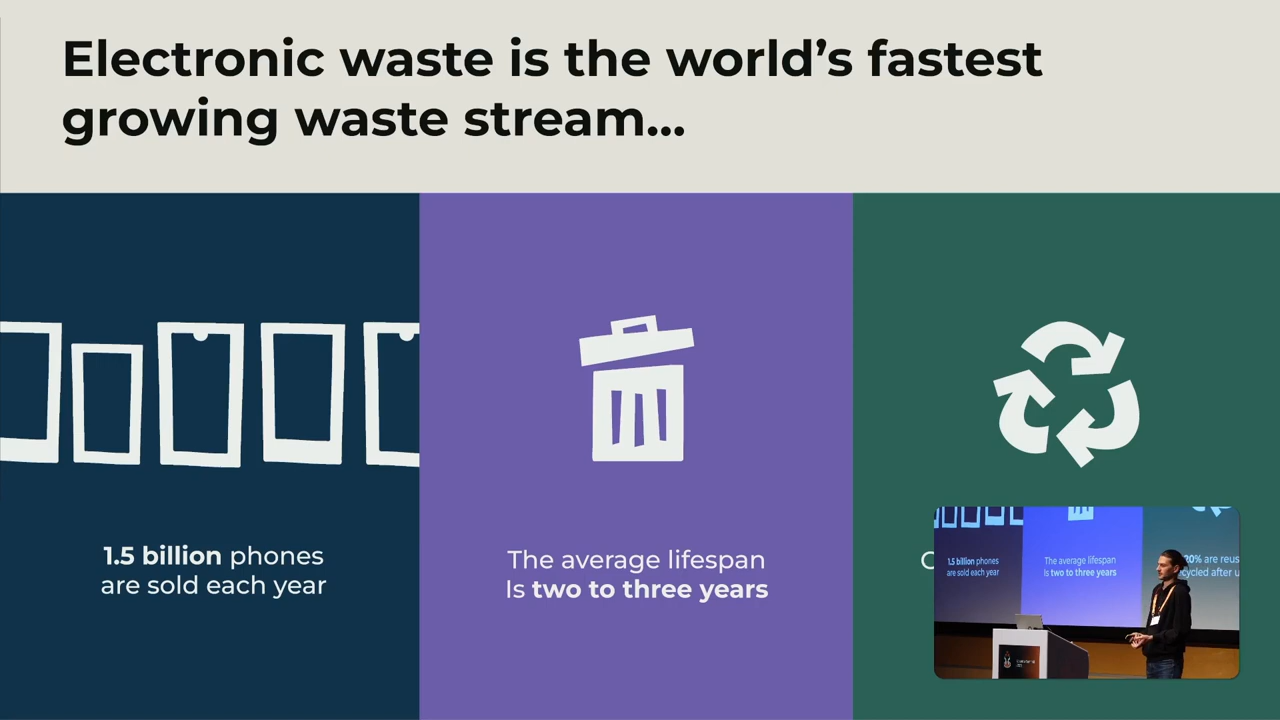 Electronic waste is the world’s fastest
growing waste stream...
1.5 billion phones
are sold each year
The average lifespan
Is two to three years
1.5 billion phones
are sold each year
The average lifespan
Is two to three years
20% are reus
cycled after u